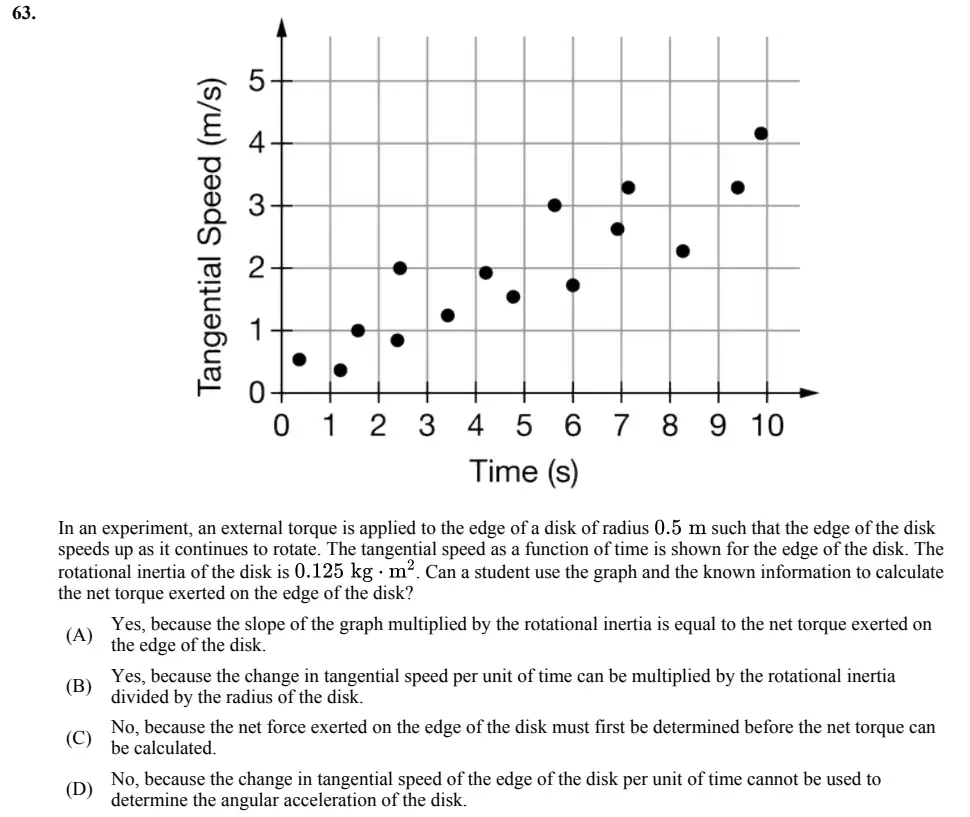 63.
Tangential Speed (m/s)
5
4
3
2
1
0
0 1 2 3 4 5 6 7 8 9 10
Time (s)
In an experiment, an external torque is applied to the edge of a disk of radius 0.5 m such that the edge of the disk
speeds up as it continues to rotate. The tangential speed as a function of time is shown for the edge of the disk. The
rotational inertia of the disk is 0.125 kg · m². Can a student use the graph and the known information to calculate
the net torque exerted on the edge of the disk?
(A) Yes, because the slope of the graph multiplied by the rotational inertia is equal to the net torque exerted on
the edge of the disk.
(B) Yes, because the change in tangential speed per unit of time can be multiplied by the rotational inertia
divided by the radius of the disk.
(C) No, because the net force exerted on the edge of the disk must first be determined before the net torque can
be calculated.
(D) No, because the change in tangential speed of the edge of the disk per unit of time cannot be used to
determine the angular acceleration of the disk.